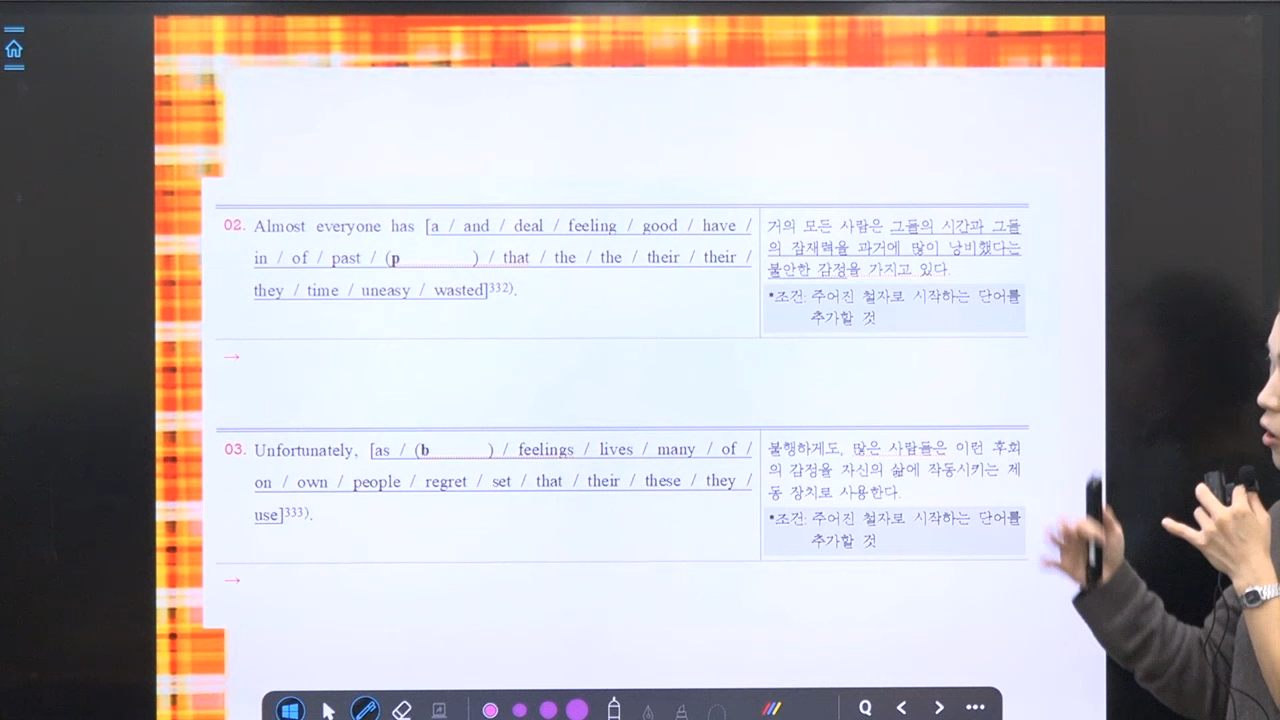 02. Almost everyone has [a / and / deal / feeling / good / have /
in / of / past / (p ) / that / the / the / their / their /
they / time / uneasy / wasted]332).
거의 모든 사람은 그들의 시간과 그들
의 잠재력을 과거에 많이 낭비했다는
불안한 감정을 가지고 있다.
*조건: 주어진 철자로 시작하는 단어를
추가할 것
→
03. Unfortunately, [as / (b ) / feelings / lives / many / of /
on / own / people / regret / set / that / their / these / they /
use]333).
불행하게도, 많은 사람들은 이런 후회
의 감정을 자신의 삶에 작동시키는 제
동 장치로 사용한다.
*조건: 주어진 철자로 시작하는 단어를
추가할 것
→